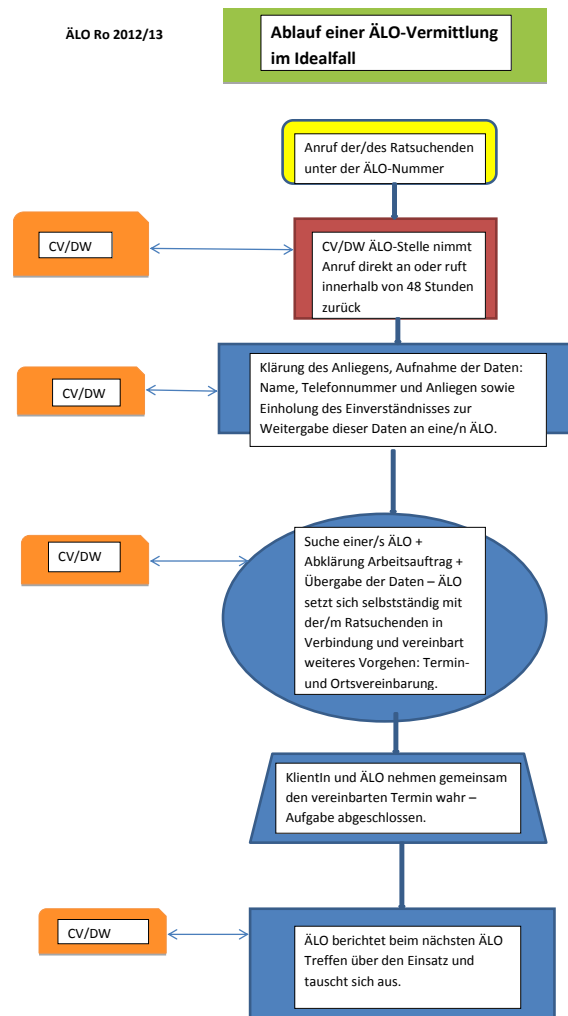 ÄLO Ro 2012/13
Ablauf einer ÄLO-Vermittlung
im Idealfall
Anruf der/des Ratsuchenden
unter der ÄLO-Nummer
CV/DW
CV/DW ÄLO-Stelle nimmt
Anruf direkt an oder ruft
innerhalb von 48 Stunden
zurück
CV/DW
Klärung des Anliegens, Aufnahme der Daten:
Name, Telefonnummer und Anliegen sowie
Einholung des Einverständnisses zur
Weitergabe dieser Daten an eine/n ÄLO.
CV/DW
Suche einer/s ÄLO +
Abklärung Arbeitsauftrag +
Übergabe der Daten – ÄLO
setzt sich selbstständig mit
der/m Ratsuchenden in
Verbindung und vereinbart
weiteres Vorgehen: Termin-
und Ortsvereinbarung.
KlientIn und ÄLO nehmen gemeinsam
den vereinbarten Termin wahr –
Aufgabe abgeschlossen.
CV/DW
ÄLO berichtet beim nächsten ÄLO
Treffen über den Einsatz und
tauscht sich aus.